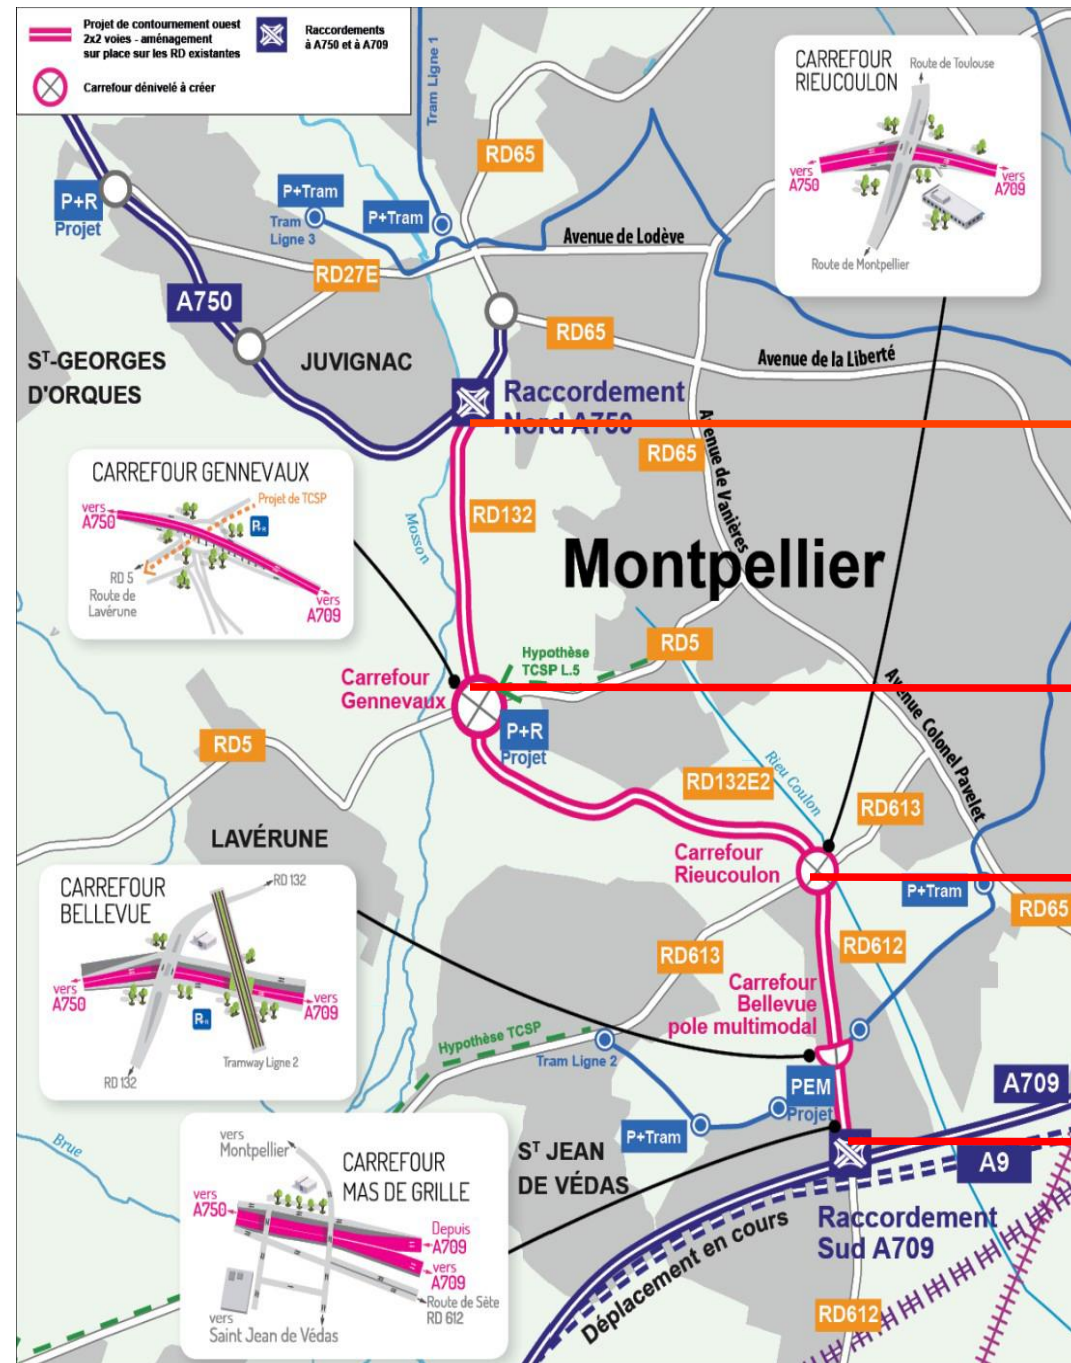 Projet de contournement ouest
2x2 voies - aménagement
sur place sur les RD existantes
Raccordements
à A750 et à A709
Carrefour dénivelé à créer
Tram Ligne 1
CARREFOUR
RIEUCOULON
Route de Toulouse
vers
A750
vers
A709
Route de Montpellier
RD65
P+R
Projet
P+Tram
Tram
Ligne 3
P+Tram
Avenue de Lodève
RD27E
A750
RD65
Avenue de la Liberté
Sᵀ-GEORGES
D'ORQUES
JUVIGNAC
Raccordement
Nord A750
Avenue de Vanières
RD65
CARREFOUR GENNEVAUX
vers
A750
Projet de TCSP
RD 5
Route de
Lavérune
vers
A709
Mosson
RD132
Montpellier
RD5
Hypothèse
TCSP L.5
Carrefour
Gennevaux
P+R
Projet
RD5
Avenue Colonel Pavelet
Rieu Coulon
RD132E2
RD613
LAVÉRUNE
Carrefour
Rieucoulon
P+Tram
RD65
CARREFOUR
BELLEVUE
RD 132
vers
A750
vers
A709
Tramway Ligne 2
RD 132
RD613
RD612
Carrefour
Bellevue
pole multimodal
Hypothèse TCSP
Tram Ligne 2
PEM
Projet
A709
P+Tram
Sᵀ JEAN
DE VÉDAS
A9
Brue
vers
Montpellier
CARREFOUR
MAS DE GRILLE
vers
A750
Depuis
A709
vers
A709
Route de Sète
RD 612
vers
Saint Jean de Védas
Déplacement en cours
Raccordement
Sud A709
RD612